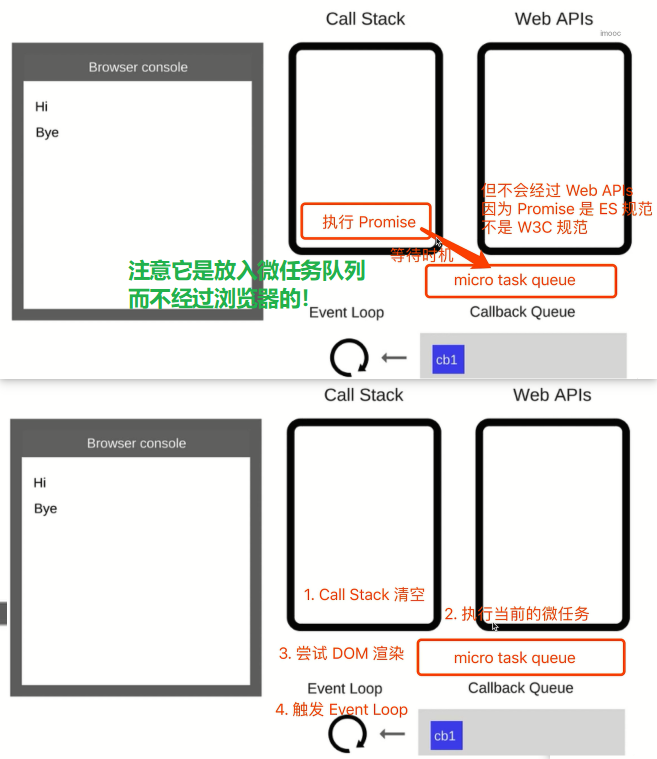 Call Stack
Web APIs
imooc
Browser console
Hi
Bye
但不会经过 Web APIs
因为 Promise 是 ES 规范
不是 W3C 规范
执行 Promise
等待时机
注意它是放入微任务队列
而不经过浏览器的!
micro task queue
Event Loop
Callback Queue
cb1
Call Stack
Web APIs
Browser console
Hi
Bye
1. Call Stack 清空
2. 执行当前的微任务
3. 尝试 DOM 渲染
micro task queue
Event Loop
Callback Queue
4. 触发 Event Loop
cb1